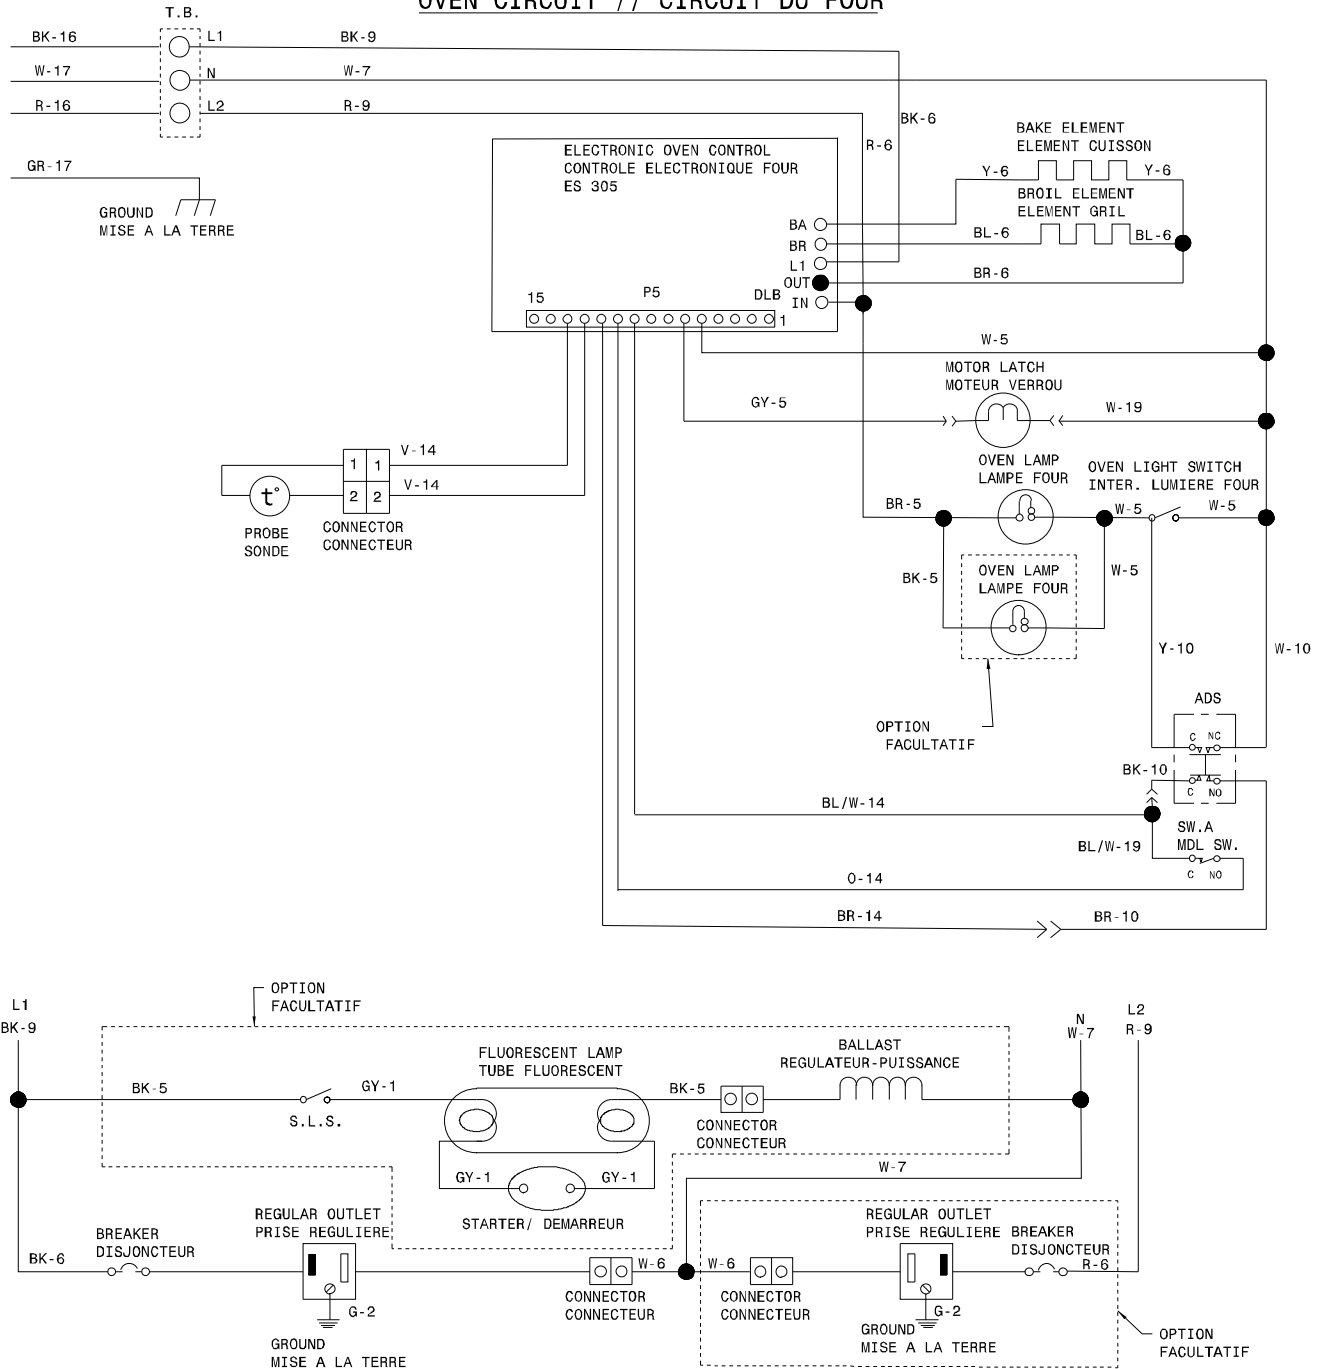 OVEN CIRCUIT // CIRCUIT DU FOUR
T.B.
BK-16
L1
BK-9
W-17
N
W-7
R-16
L2
R-9
GR-17
GROUND
MISE A LA TERRE
BK-6
R-6
ELECTRONIC OVEN CONTROL
CONTROLE ELECTRONIQUE FOUR
ES 305
BA
BR
L1
OUT
IN
15
P5
DLB
1
BAKE ELEMENT
ELEMENT CUISSON
Y-6
Y-6
BROIL ELEMENT
ELEMENT GRIL
BL-6
BL-6
BR-6
W-5
MOTOR LATCH
MOTEUR VERROU
GY-5
W-19
V-14
1 1
V-14
2 2
t°
PROBE
SONDE
CONNECTOR
CONNECTEUR
OVEN LAMP
LAMPE FOUR
OVEN LIGHT SWITCH
INTER. LUMIERE FOUR
BR-5
W-5
W-5
BK-5
OVEN LAMP
LAMPE FOUR
W-5
OPTION
FACULTATIF
Y-10
W-10
ADS
C NC
BK-10
C NO
BL/W-14
SW.A
MDL SW.
BL/W-19
C NO
O-14
BR-14
BR-10
L1
BK-9
OPTION
FACULTATIF
N
W-7
L2
R-9
BK-5
S.L.S.
GY-1
FLUORESCENT LAMP
TUBE FLUORESCENT
BK-5
CONNECTOR
CONNECTEUR
BALLAST
REGULATEUR-PUISSANCE
GY-1
GY-1
STARTER/ DEMARREUR
W-7
BK-6
BREAKER
DISJONCTEUR
REGULAR OUTLET
PRISE REGULIERE
G-2
GROUND
MISE A LA TERRE
CONNECTOR
CONNECTEUR
W-6
W-6
CONNECTOR
CONNECTEUR
REGULAR OUTLET
PRISE REGULIERE
BREAKER
DISJONCTEUR
R-6
G-2
GROUND
MISE A LA TERRE
OPTION
FACULTATIF